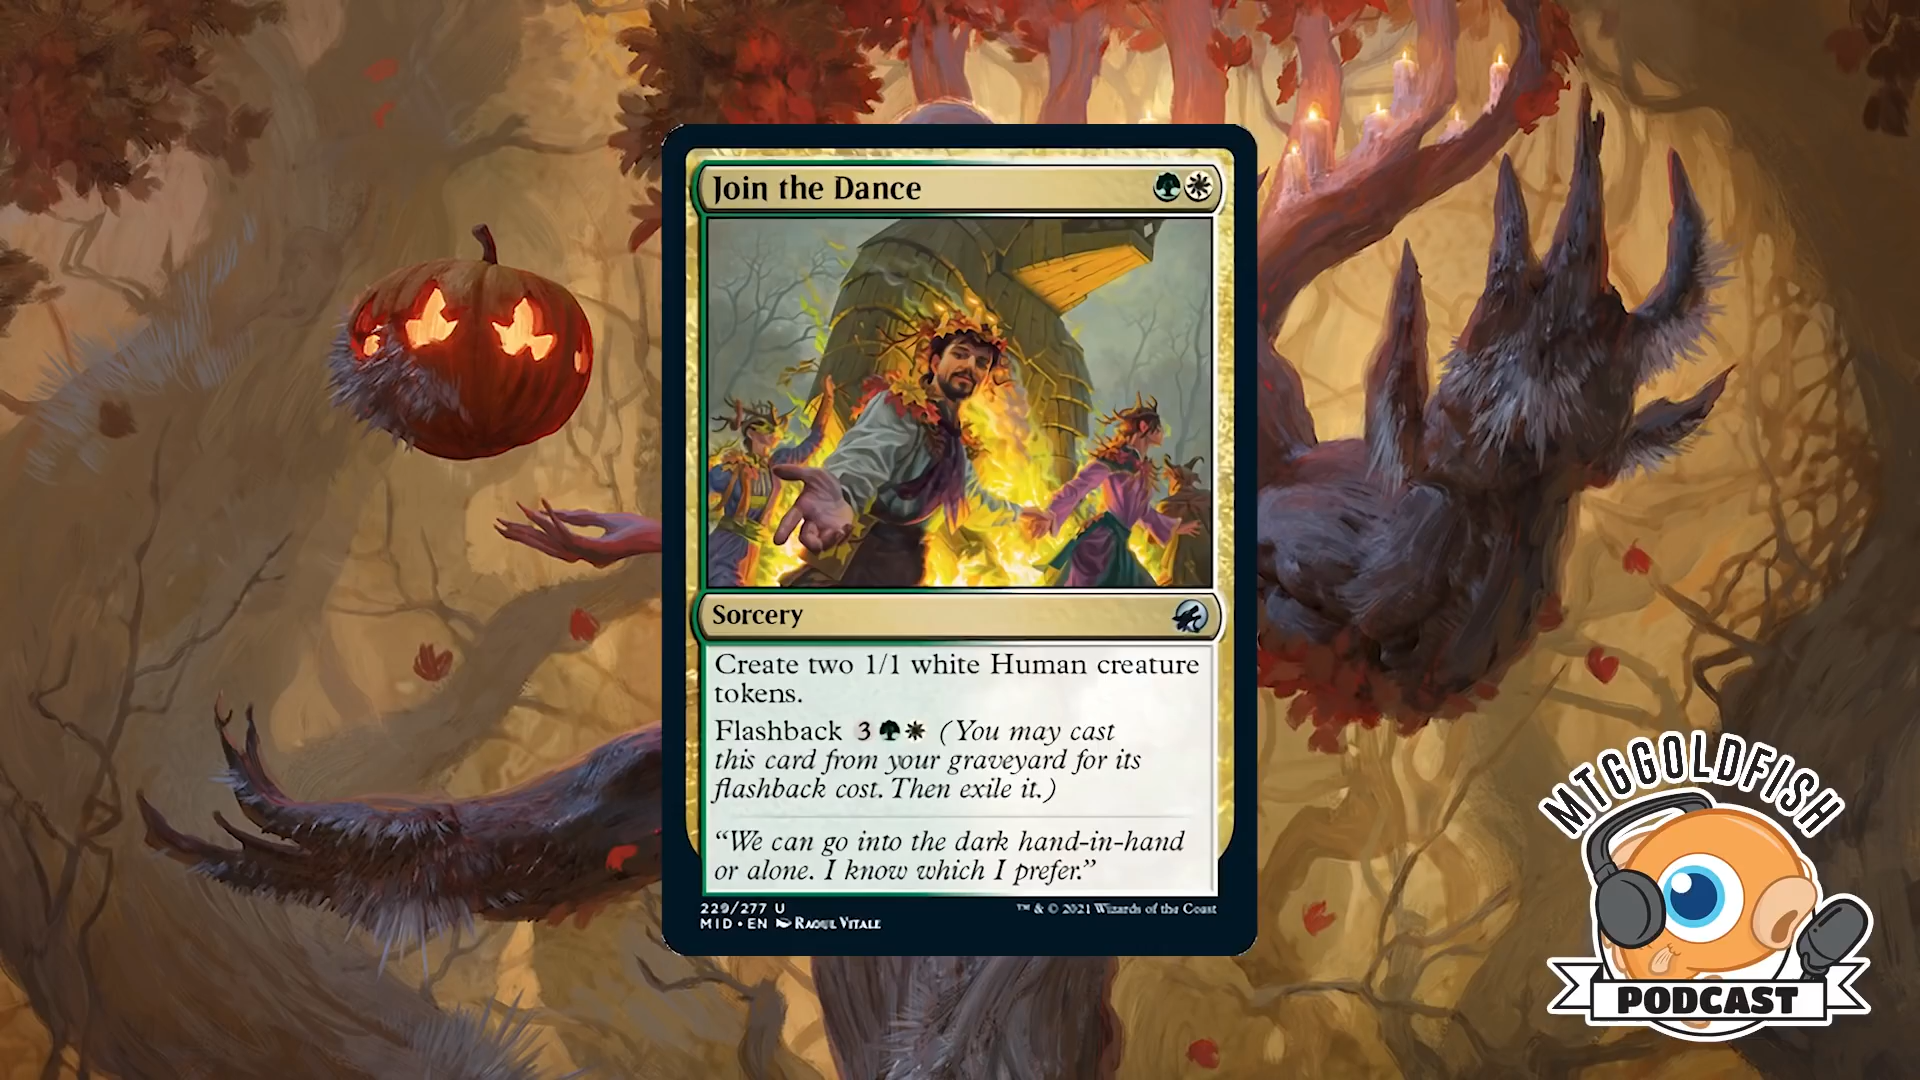 Join the Dance
Sorcery
Create two 1/1 white Human creature
tokens.
Flashback 3 (You may cast
this card from your graveyard for its
flashback cost. Then exile it.)
“We can go into the dark hand-in-hand
or alone. I know which I prefer.”
229/277 U
MID • EN Raoul Vitale
™ & © 2021 Wizards of the Coast
MTGGOLDFISH
PODCAST